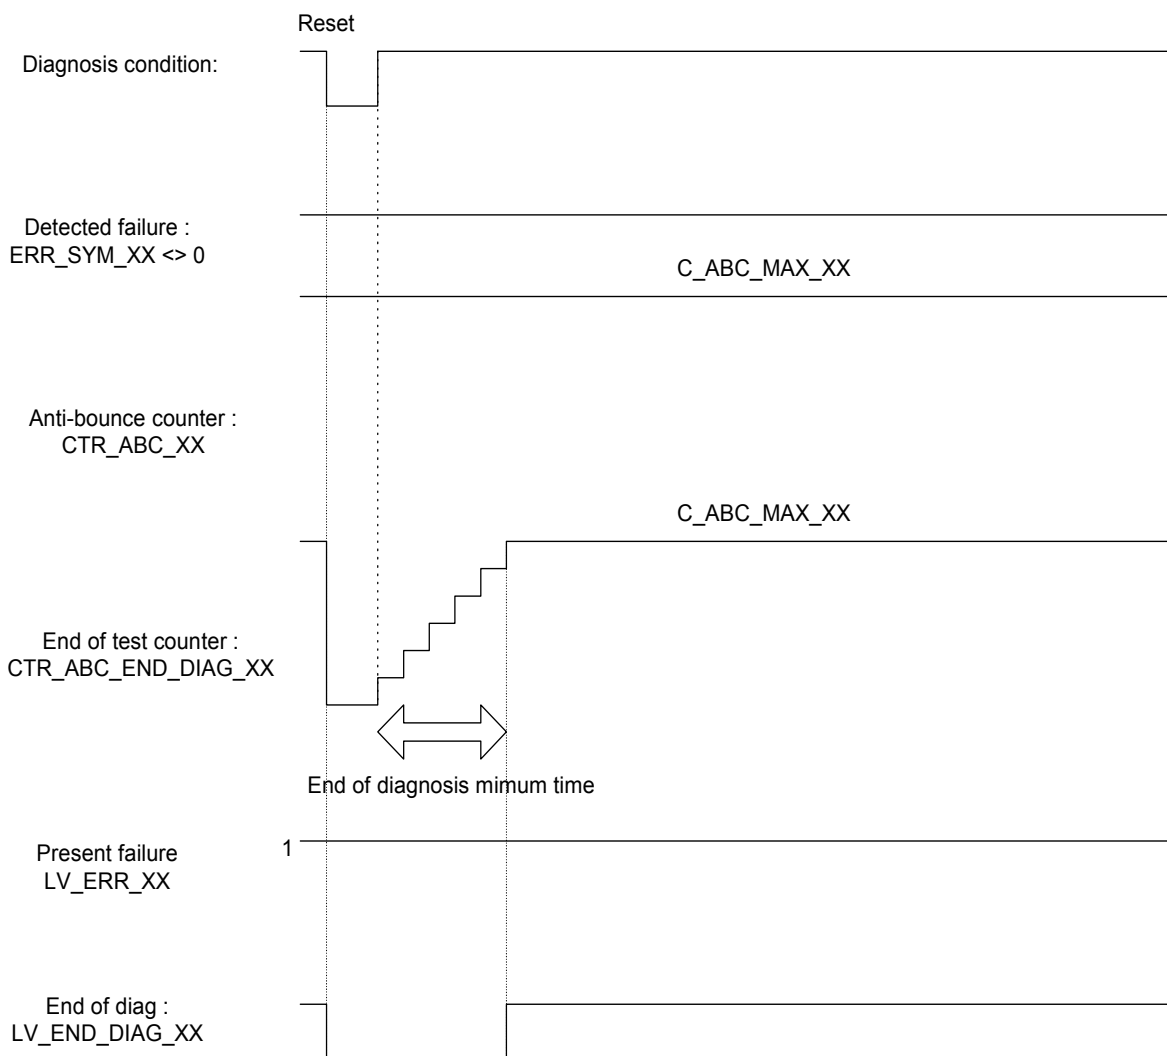 Reset
Diagnosis condition:
Detected failure :
ERR_SYM_XX <> 0
C_ABC_MAX_XX
Anti-bounce counter :
CTR_ABC_XX
C_ABC_MAX_XX
End of test counter :
CTR_ABC_END_DIAG_XX
End of diagnosis mimum time
1
Present failure
LV_ERR_XX
End of diag :
LV_END_DIAG_XX